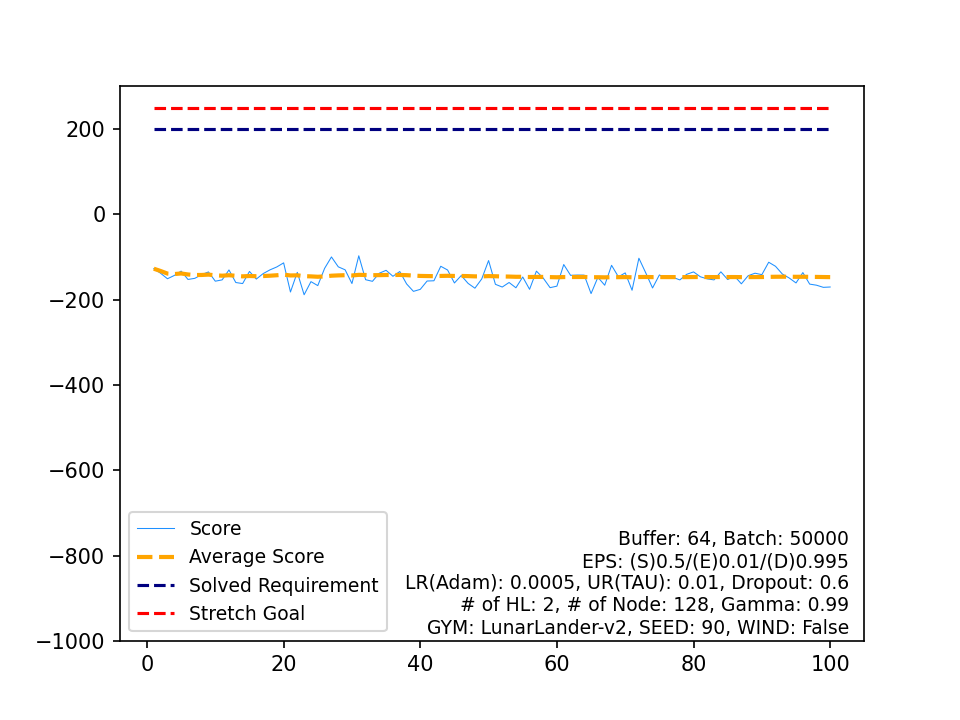 200
0
−200
−400
−600
−800
−1000
Score
Average Score
Solved Requirement
Stretch Goal
Buffer: 64, Batch: 50000
EPS: (S)0.5/(E)0.01/(D)0.995
LR(Adam): 0.0005, UR(TAU): 0.01, Dropout: 0.6
# of HL: 2, # of Node: 128, Gamma: 0.99
GYM: LunarLander-v2, SEED: 90, WIND: False
0 20 40 60 80 100